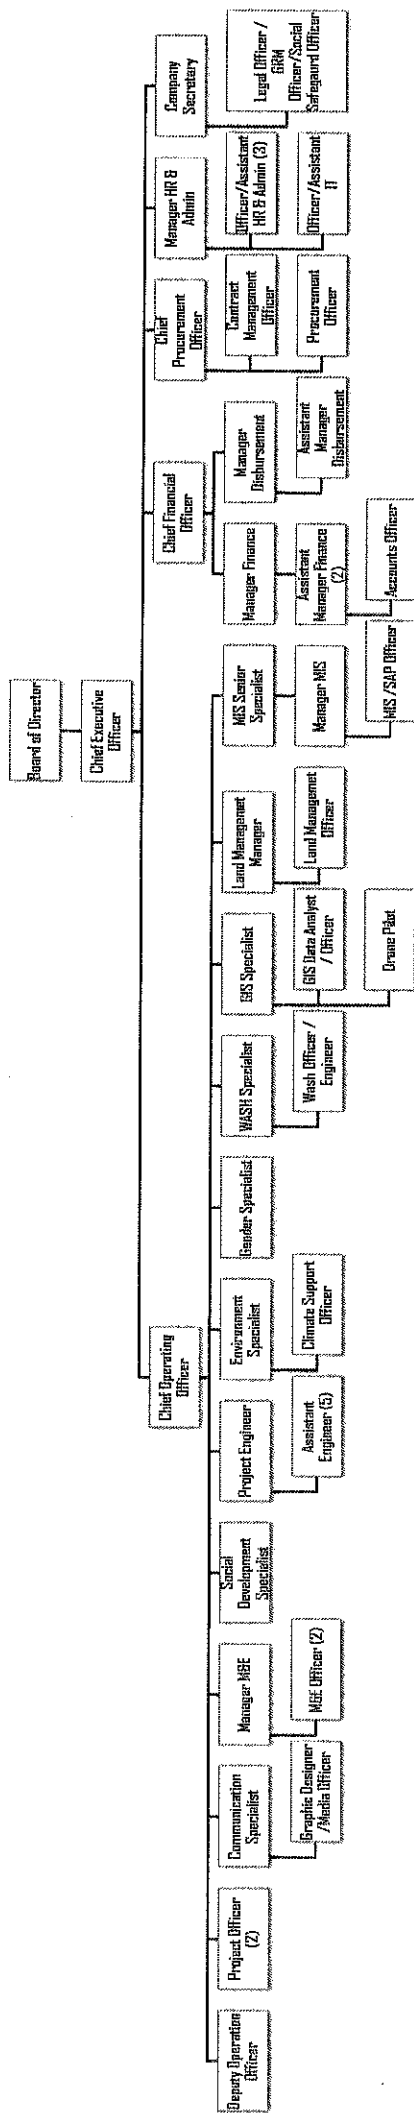 Board of Director
Chief Executive
Officer
Chief Operating
Officer
Chief Financial
Officer
Chief
Procurement
Officer
Manager HR &
Admin
Company
Secretary
Deputy Operation
Officer
Project Officer
(2)
Communication
Specialist
Manager M&E
Social
Development
Specialist
Project Engineer
Environment
Specialist
Gender Specialist
WASH Specialist
GIS Specialist
Land Managemet
Manager
MIS Senior
Specialist
Manager Finance
Manager
Disbursement
Contract
Management
Officer
Officer/Assistant
HR & Admin (3)
Legal Officer /
GRM
Officer/Social
Safegaurd Officer
Graphic Designer
/Media Officer
M&E Officer (2)
Assistant
Engineer (5)
Climate Support
Officer
Wash Officer /
Engineer
GIS Data Analyst
/ Officer
Land Management
Officer
Manager MIS
Assistant
Manager Finance
(2)
Assistant
Manager
Disbursement
Procurement
Officer
Officer/Assistant
IT
Drone Pilot
MIS /SAP Officer
Accounts Officer